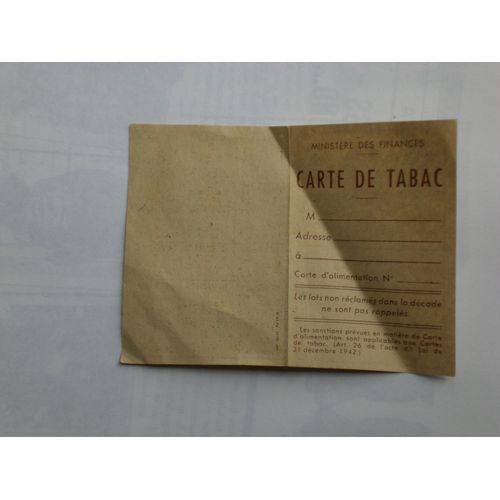 MINISTERE DES FINANCES
CARTE DE TABAC
M
Adresse
à
Carte d'alimentation N°
Les lots non réclamés dans la décade
ne sont pas rappelés.
Les sanctions prévues en matière de Carte
d'alimentation sont applicables aux Cartes
de tabac. (Art. 26 de l'acte dit Loi du
31 décembre 1942.)